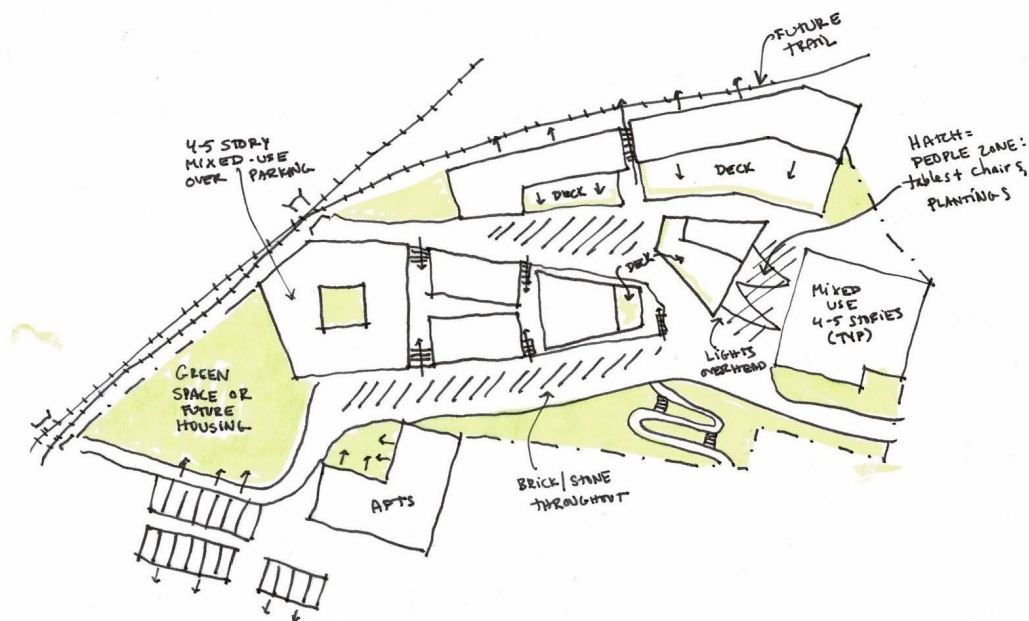 FUTURE
TRAIL
4-5 STORY
MIXED-USE
OVER PARKING
HATCH =
PEOPLE ZONE:
tables + chairs,
PLANTINGS
DECK
DECK
DECK
MIXED
USE
4-5 STORIES
(TYP)
LIGHTS
OVERHEAD
GREEN
SPACE OR
FUTURE
HOUSING
BRICK/STONE
THROUGHOUT
APTS